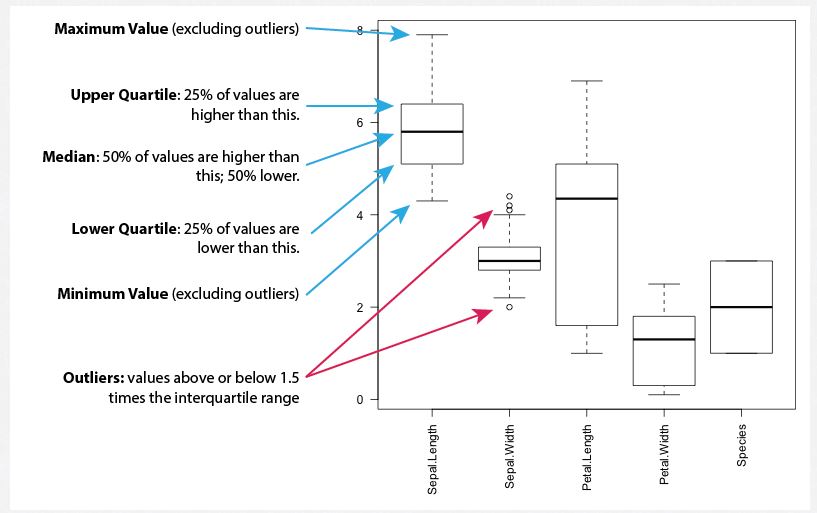 Maximum Value (excluding outliers)
Upper Quartile: 25% of values are
higher than this.
Median: 50% of values are higher than
this; 50% lower.
Lower Quartile: 25% of values are
lower than this.
Minimum Value (excluding outliers)
Outliers: values above or below 1.5
times the interquartile range
8
6
4
2
0
Sepal.Length
Sepal.Width
Petal.Length
Petal.Width
Species